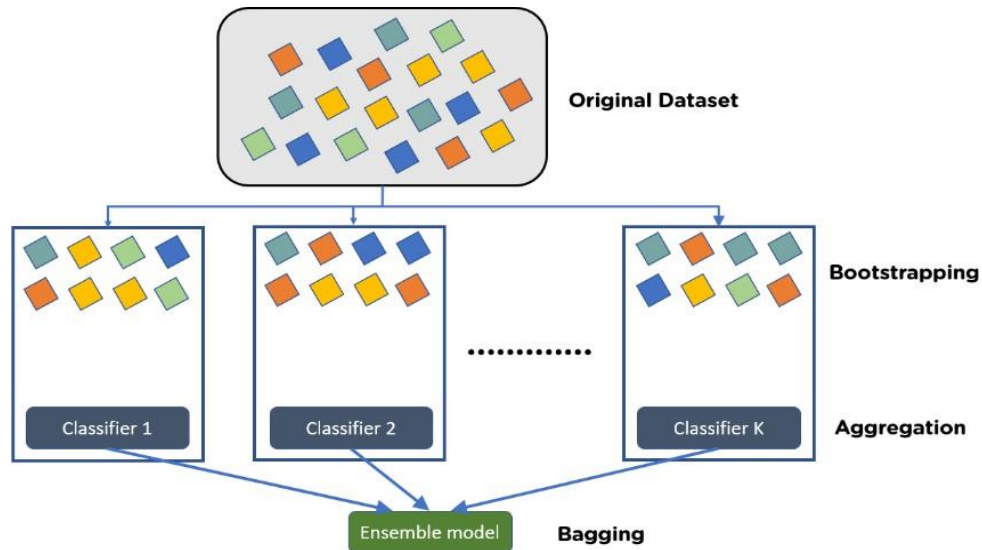 Original Dataset
Bootstrapping
.............
Classifier 1
Classifier 2
Classifier K
Aggregation
Ensemble model
Bagging